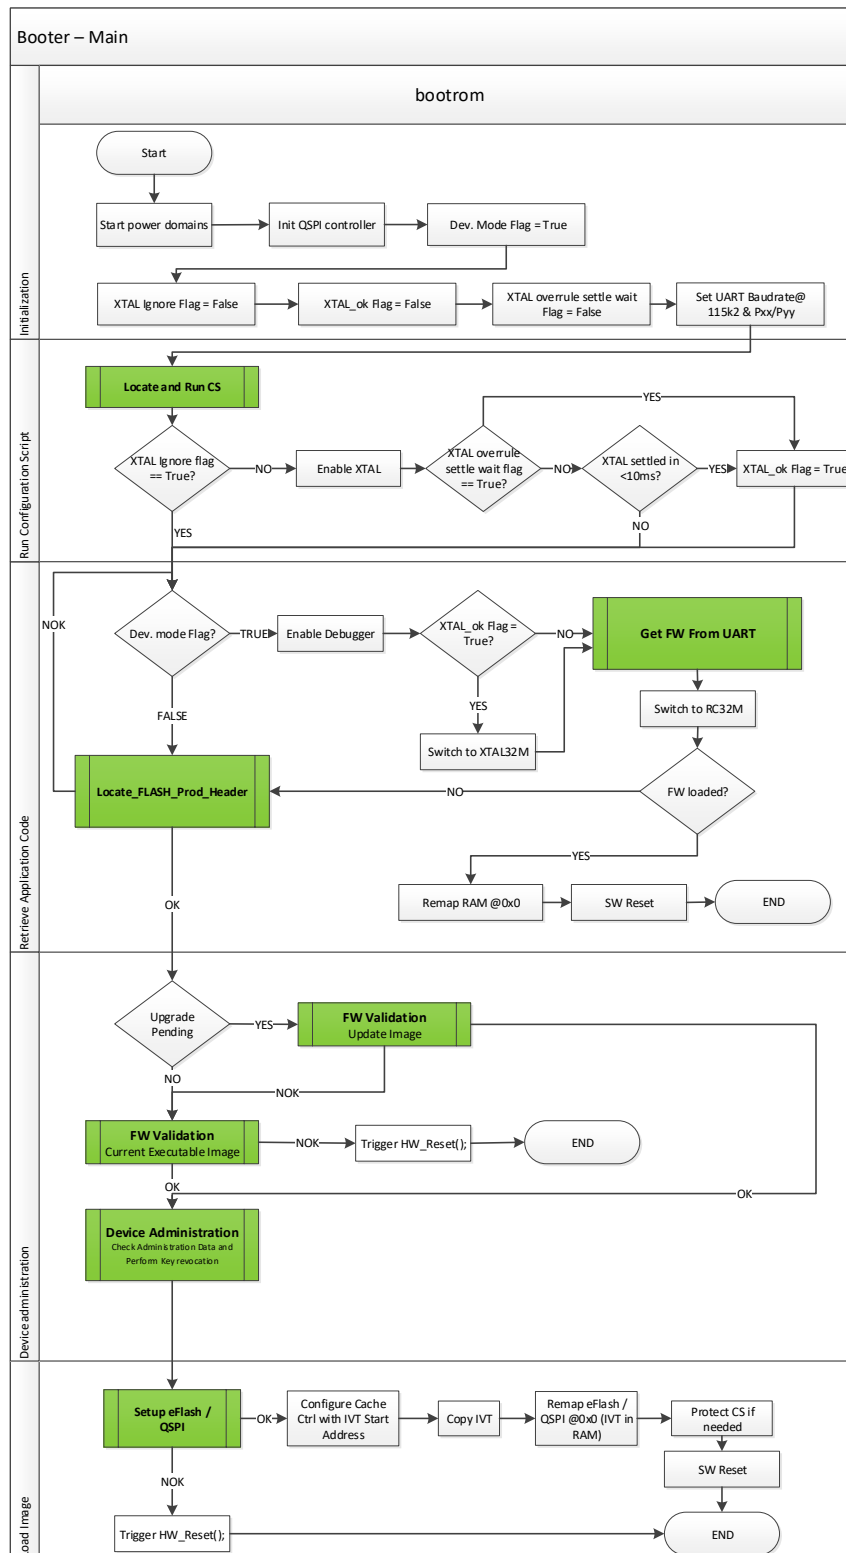 Booter – Main
bootrom
Initialization
Start
Start power domains
Init QSPI controller
Dev. Mode Flag = True
XTAL Ignore Flag = False
XTAL_ok Flag = False
XTAL overrule settle wait
Flag = False
Set UART Baudrate@
115k2 & Pxx/Pyy
Run Configuration Script
Locate and Run CS
XTAL Ignore flag
== True?
NO
Enable XTAL
XTAL overrule
settle wait flag
== True?
YES
NO
XTAL settled in
<10ms?
YES
XTAL_ok Flag = True
NO
YES
Retrieve Application Code
NOK
Dev. mode Flag?
TRUE
Enable Debugger
XTAL_ok Flag =
True?
NO
Get FW From UART
YES
Switch to XTAL32M
Switch to RC32M
FALSE
Locate_FLASH_Prod_Header
NO
FW loaded?
YES
Remap RAM @0x0
SW Reset
END
OK
Device administration
Upgrade
Pending
YES
FW Validation
Update Image
NO
NOK
FW Validation
Current Executable Image
NOK
Trigger HW_Reset();
END
OK
OK
Device Administration
Check Administration Data and
Perform Key revocation
Load Image
Setup eFlash /
QSPI
OK
Configure Cache
Ctrl with IVT Start
Address
Copy IVT
Remap eFlash /
QSPI @0x0 (IVT in
RAM)
Protect CS if
needed
SW Reset
NOK
Trigger HW_Reset();
END